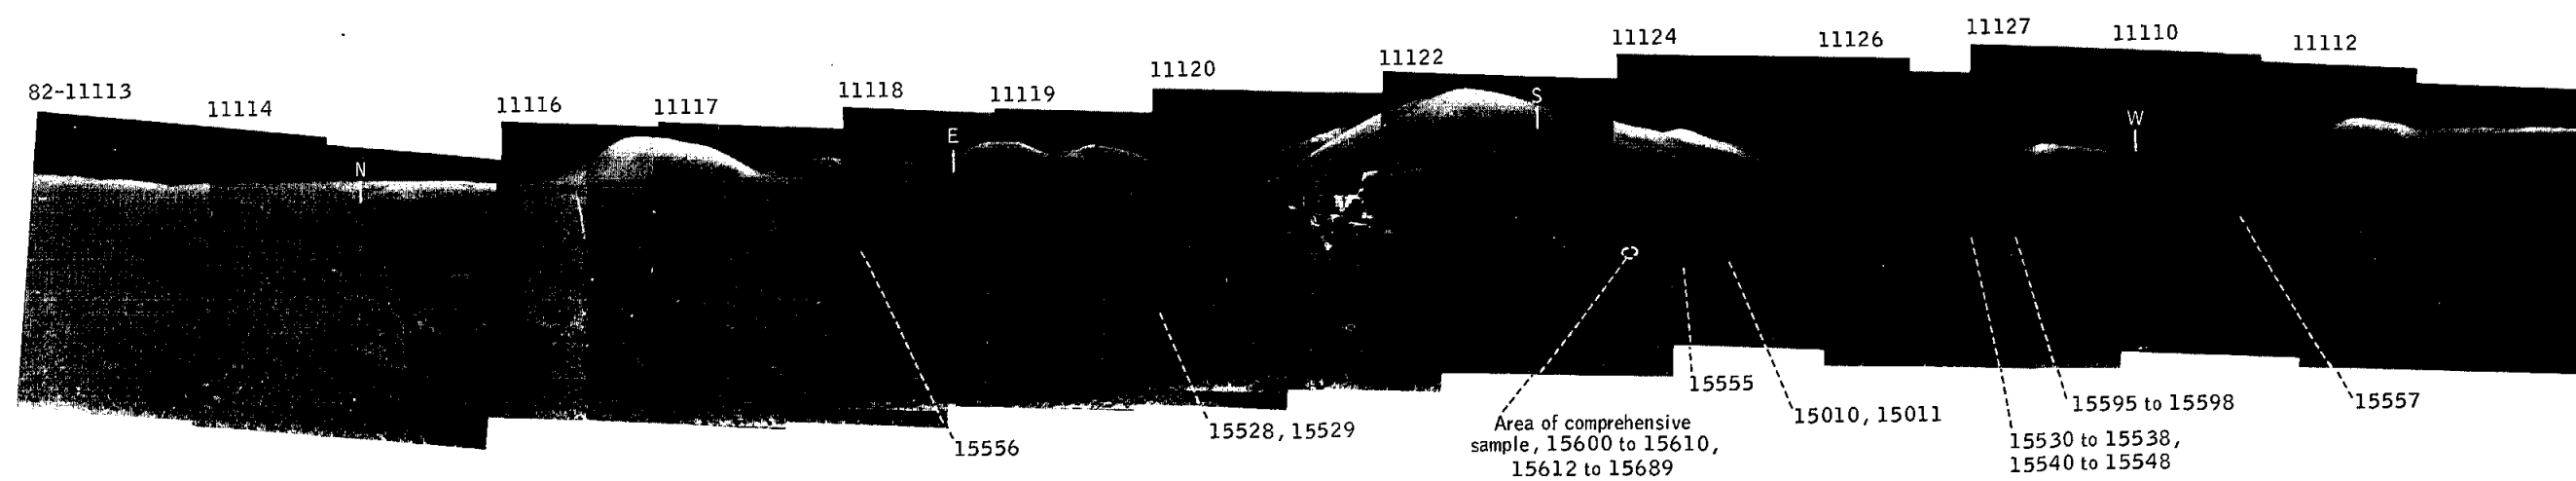 82-11113
11114
11116
11117
11118
11119
11120
11122
11124
11126
11127
11110
11112
N
E
S
W
15556
15528, 15529
Area of comprehensive
sample, 15600 to 15610,
15612 to 15689
15555
15010, 15011
15595 to 15598
15530 to 15538,
15540 to 15548
15557